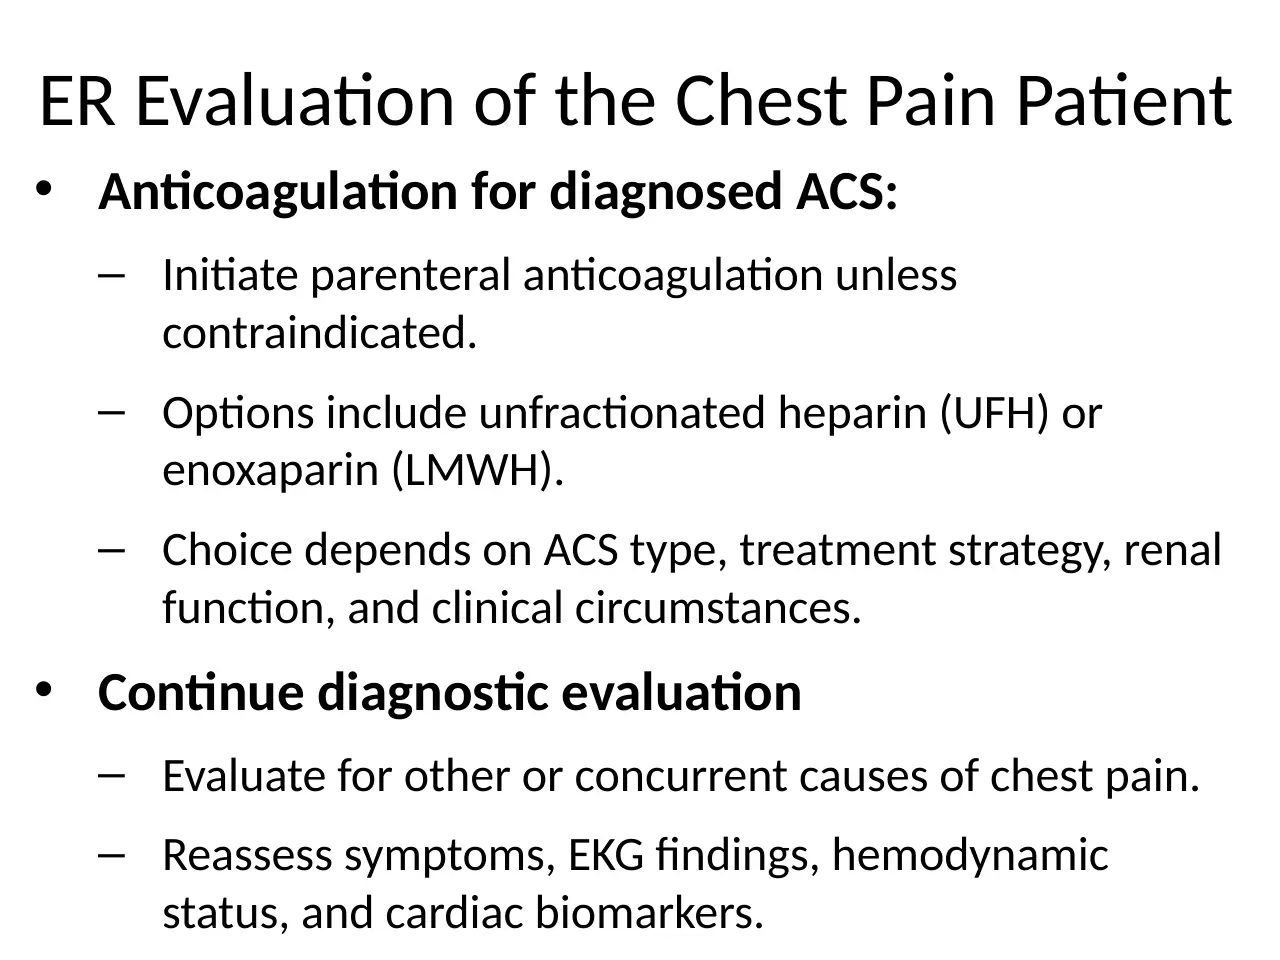 ER Evaluation of the Chest Pain Patient
• Anticoagulation for diagnosed ACS:
– Initiate parenteral anticoagulation unless
contraindicated.
– Options include unfractionated heparin (UFH) or
enoxaparin (LMWH).
– Choice depends on ACS type, treatment strategy, renal
function, and clinical circumstances.
• Continue diagnostic evaluation
– Evaluate for other or concurrent causes of chest pain.
– Reassess symptoms, EKG findings, hemodynamic
status, and cardiac biomarkers.